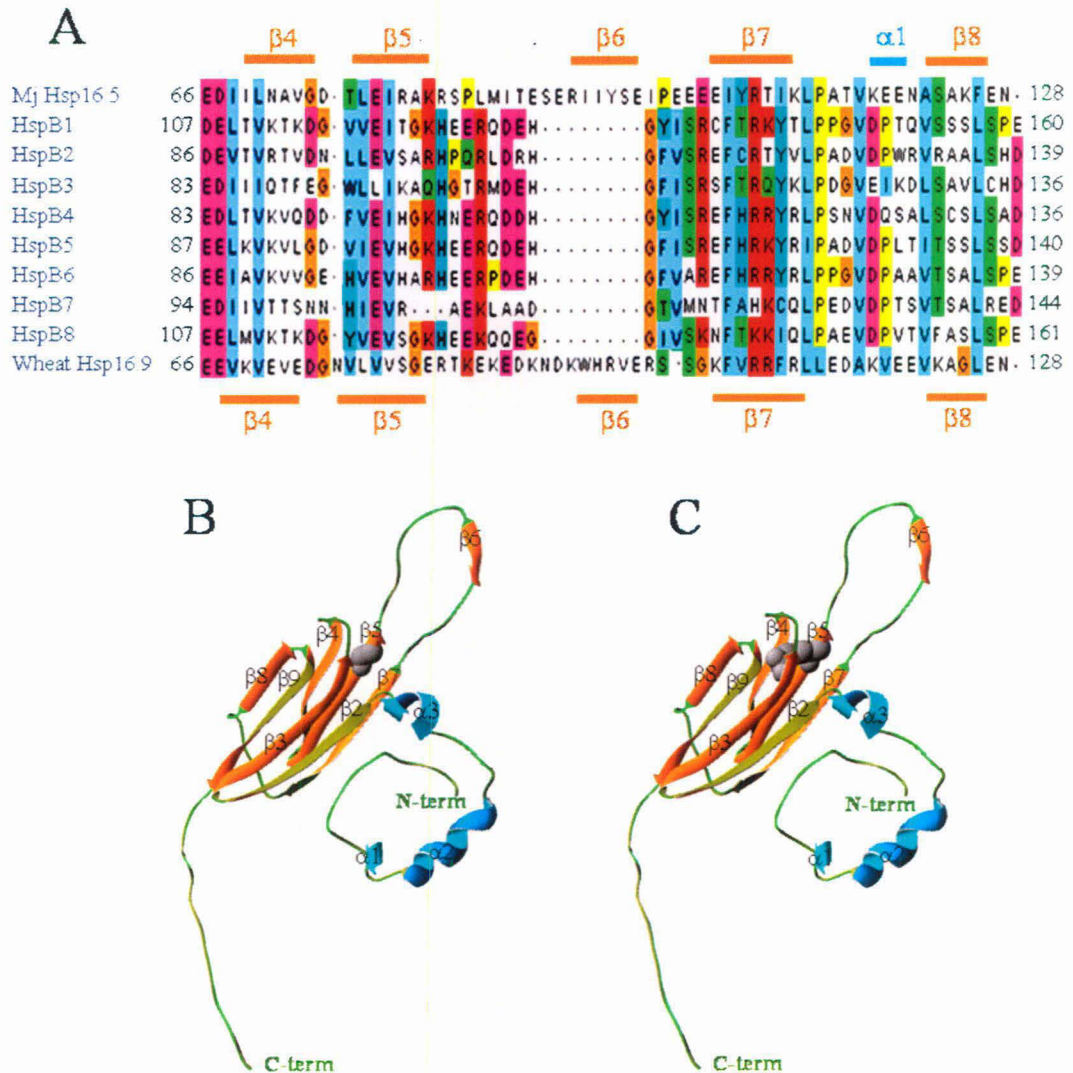 A
β4 β5 β6 β7 α1 β8
Mj Hsp16 5 66 EDIILNAVGD·TLEIRAKRSPLMITESERIIYSEIPEEEEIYRTIKLPATVKEENASAKFEN· 128
HspB1 107 DELTVKTKDG·VVEITGKHEERQDEH········GYISRCFTRKYTLPPGVDPTQVSSSLSPE 160
HspB2 86 DEVTVRTVDN·LLEVSARHPQRLDRH········GFVSREFCRTYVLPADVDPWRVRAALSHD 139
HspB3 83 EDIIIQTFEG·WLLIKAQHGTRMDEH········GFISRSFTRQYKLPDGVEIKDLSAVLCHD 136
HspB4 83 EDLTVKVQDD·FVEIHGKHNERQDDH········GYISREFHRRYRLPSNVDQSALSCSLSAD 136
HspB5 87 EELKVKVLGD·VIEVHGKHEERQDEH········GFISREFHRKYRIPADVDPLTITSSLSSD 140
HspB6 86 EEIAVKVVGE·HVEVHARHEERPDEH········GFVAREFHRRYRLPPGVDPAAVTSALSPE 139
HspB7 94 EDIIVTTSNN·HIEVR···AEKLAAD········GTVMNTFAHKCQLPEDVDPTSVTSALRED 144
HspB8 107 EELMVKTKDG·YVEVSGKHEEKQQEG········GIVSKNFTKKIQLPAEVDPVTVFASLSPE 161
Wheat Hsp16 9 66 EEVKVEVEDGNVLVVSGERTKEKEDKNDKWHRVERS·SGKFVRRFRLLEDAKVEEVKAGLEN· 128
β4 β5 β6 β7 β8
B
β6
β4 β5
β8 β9 β7
β2 α3
β3
N-term
α1 α2
C-term
C
β6
β4 β5
β8 β9 β7
β2 α3
β3
N-term
α1 α2
C-term